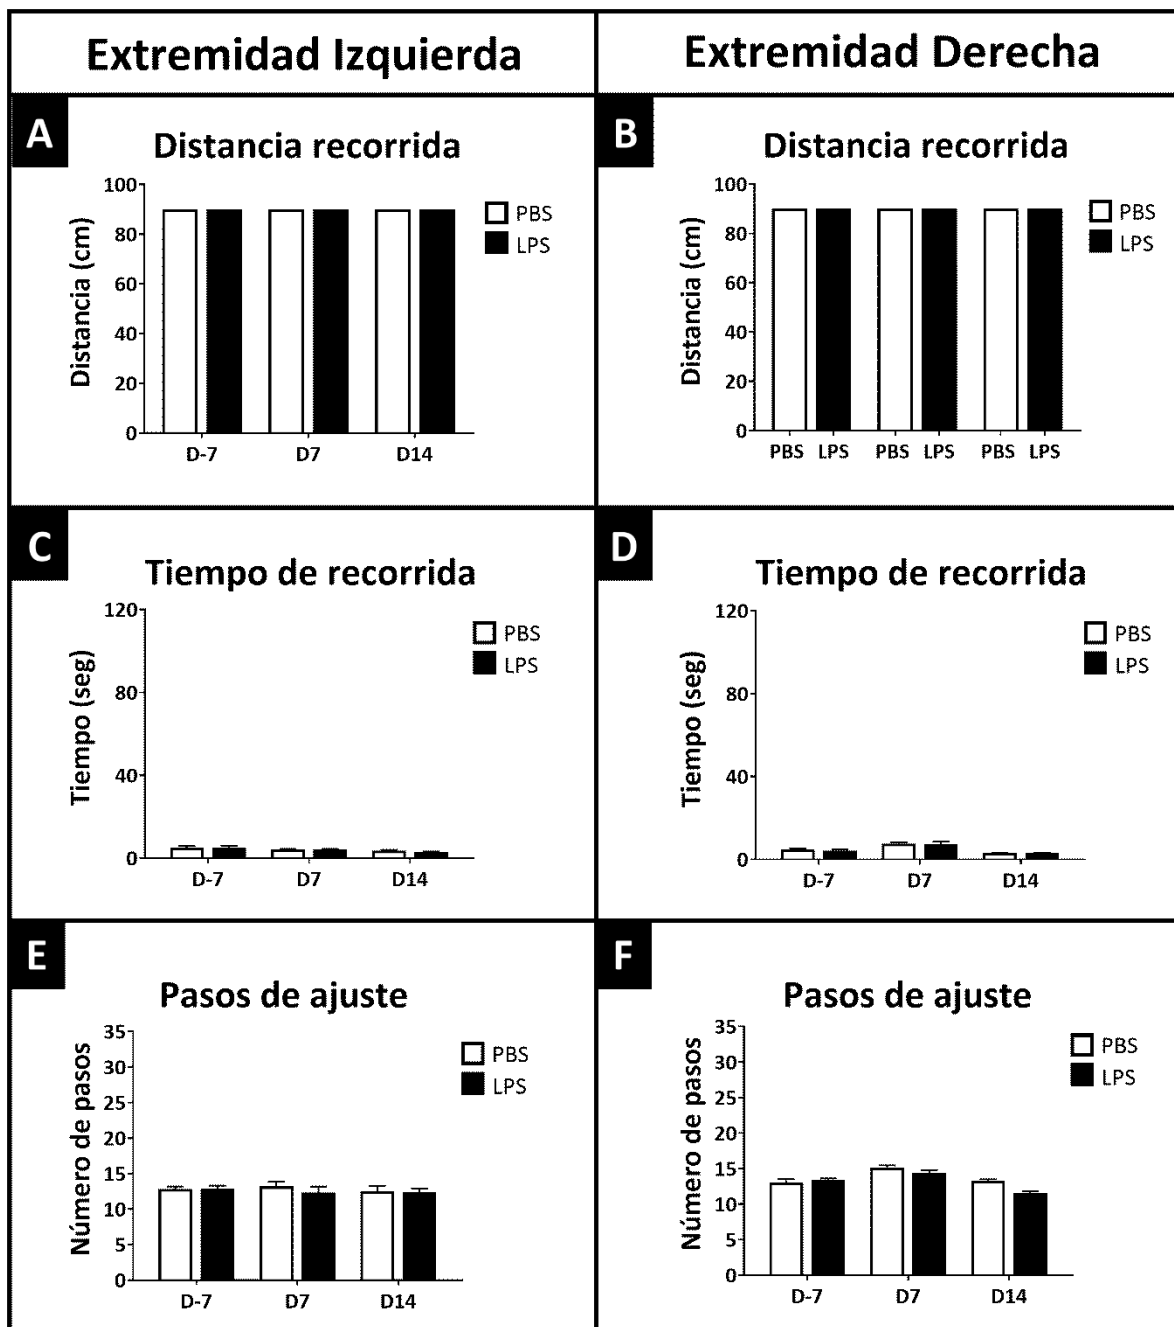 Extremidad Izquierda
Extremidad Derecha
A
Distancia recorrida
Distancia (cm)
100
80
60
40
20
0
D-7 D7 D14
PBS
LPS
B
Distancia recorrida
Distancia (cm)
100
80
60
40
20
0
PBS LPS PBS LPS PBS LPS
PBS
LPS
C
Tiempo de recorrida
Tiempo (seg)
120
80
40
0
D-7 D7 D14
PBS
LPS
D
Tiempo de recorrida
Tiempo (seg)
120
80
40
0
D-7 D7 D14
PBS
LPS
E
Pasos de ajuste
Número de pasos
35
30
25
20
15
10
5
0
D-7 D7 D14
PBS
LPS
F
Pasos de ajuste
Número de pasos
35
30
25
20
15
10
5
0
D-7 D7 D14
PBS
LPS